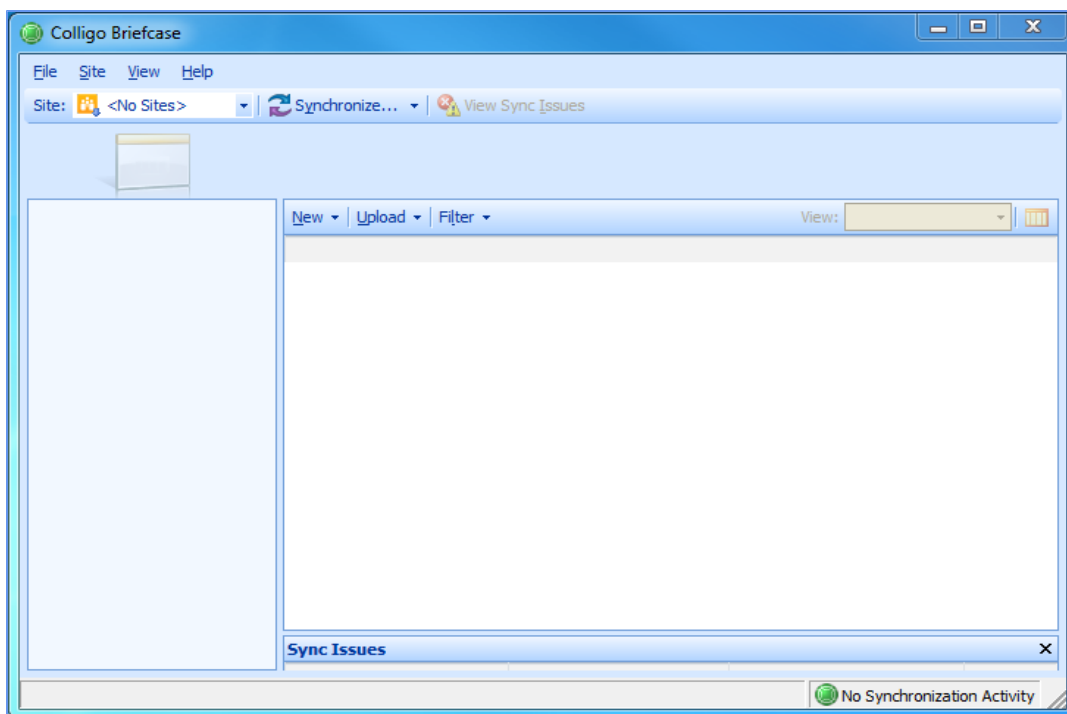 Colligo Briefcase
File Site View Help
Site: <No Sites> Synchronize... View Sync Issues
New Upload Filter View:
Sync Issues
No Synchronization Activity